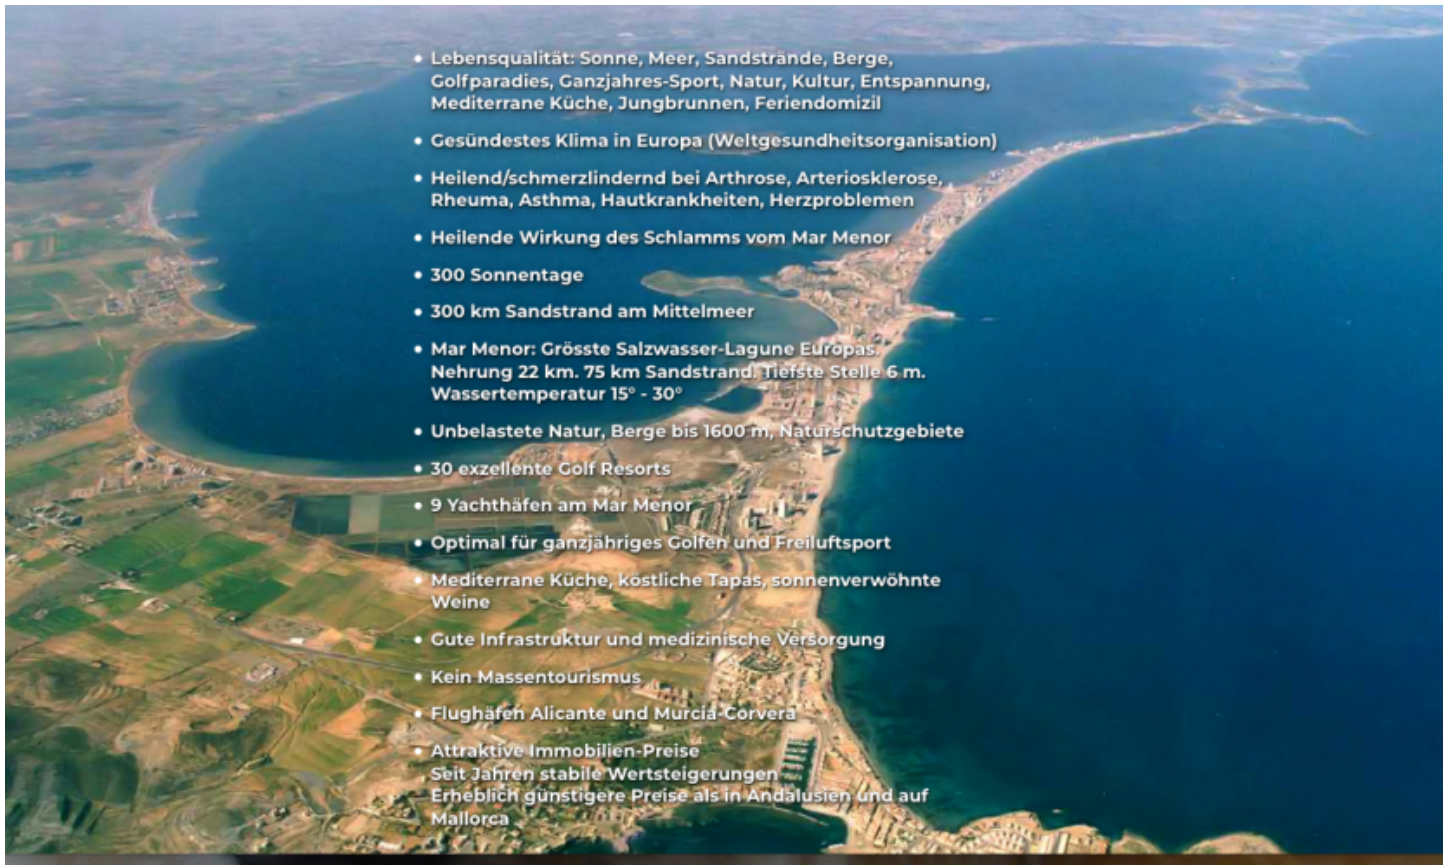 • Lebensqualität: Sonne, Meer, Sandstrände, Berge,
Golfparadies, Ganzjahres-Sport, Natur, Kultur, Entspannung,
Mediterrane Küche, Jungbrunnen, Feriendomizil
• Gesündestes Klima in Europa (Weltgesundheitsorganisation)
• Heilend/schmerzlindernd bei Arthrose, Arteriosklerose,
Rheuma, Asthma, Hautkrankheiten, Herzproblemen
• Heilende Wirkung des Schlamms vom Mar Menor
• 300 Sonnentage
• 300 km Sandstrand am Mittelmeer
• Mar Menor: Grösste Salzwasser-Lagune Europas.
Nehrung 22 km. 75 km Sandstrand. Tiefste Stelle 6 m.
Wassertemperatur 15° - 30°
• Unbelastete Natur, Berge bis 1600 m, Naturschutzgebiete
• 30 exzellente Golf Resorts
• 9 Yachthäfen am Mar Menor
• Optimal für ganzjähriges Golfen und Freiluftsport
• Mediterrane Küche, köstliche Tapas, sonnenverwöhnte
Weine
• Gute Infrastruktur und medizinische Versorgung
• Kein Massentourismus
• Flughäfen Alicante und Murcia-Corvera
• Attraktive Immobilien-Preise
Seit Jahren stabile Wertsteigerungen
Erheblich günstigere Preise als in Andalusien und auf
Mallorca